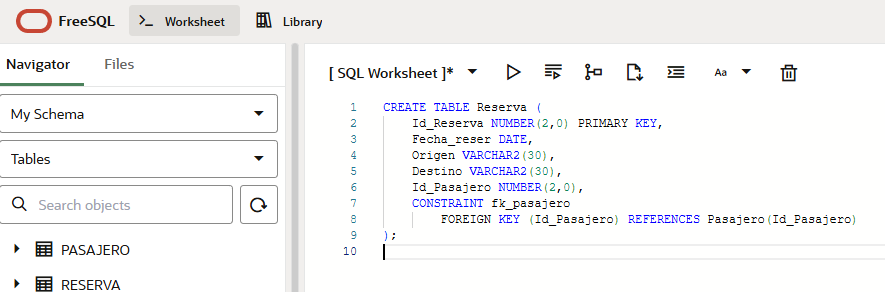 FreeSQL
Worksheet
Library
Navigator
Files
My Schema
Tables
Search objects
PASAJERO
RESERVA
[ SQL Worksheet ]*
Aa
1 CREATE TABLE Reserva (
2 Id_Reserva NUMBER(2,0) PRIMARY KEY,
3 Fecha_reser DATE,
4 Origen VARCHAR2(30),
5 Destino VARCHAR2(30),
6 Id_Pasajero NUMBER(2,0),
7 CONSTRAINT fk_pasajero
8 FOREIGN KEY (Id_Pasajero) REFERENCES Pasajero(Id_Pasajero)
9 );
10